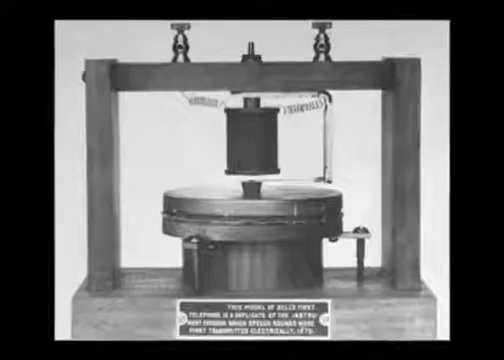 THIS MODEL OF BELL'S FIRST
TELEPHONE IS A DUPLICATE OF THE INSTRU-
MENT THROUGH WHICH SPEECH SOUNDS WERE
FIRST TRANSMITTED ELECTRICALLY, 1875.